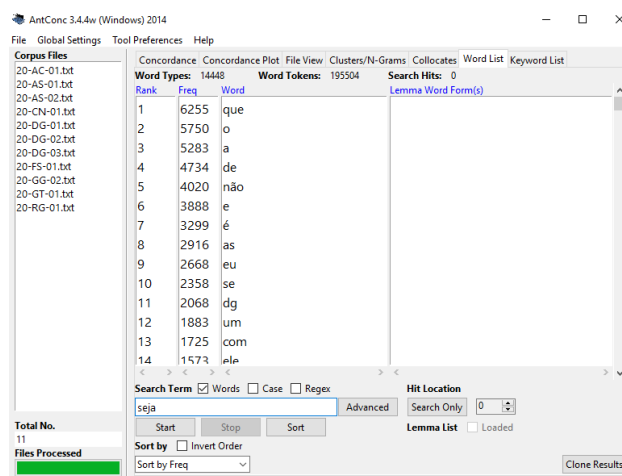 AntConc 3.4.4w (Windows) 2014
File Global Settings Tool Preferences Help
Corpus Files
20-AC-01.txt
20-AS-01.txt
20-AS-02.txt
20-CN-01.txt
20-DG-01.txt
20-DG-02.txt
20-DG-03.txt
20-FS-01.txt
20-GG-02.txt
20-GT-01.txt
20-RG-01.txt
Total No.
11
Files Processed
Concordance Concordance Plot File View Clusters/N-Grams Collocates Word List Keyword List
Word Types: 14448 Word Tokens: 195504 Search Hits: 0
Rank Freq Word Lemma Word Form(s)
1 6255 que
2 5750 o
3 5283 a
4 4734 de
5 4020 não
6 3888 e
7 3299 é
8 2916 as
9 2668 eu
10 2358 se
11 2068 dg
12 1883 um
13 1725 com
14 1573 ele
Search Term Words Case Regex Hit Location
seja Advanced Search Only 0
Start Stop Sort Lemma List Loaded
Sort by Invert Order
Sort by Freq Clone Results